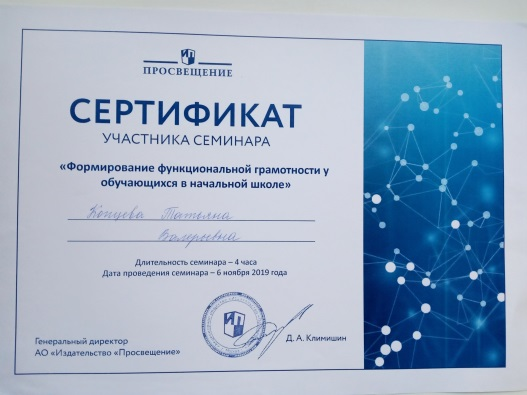 ПРОСВЕЩЕНИЕ
СЕРТИФИКАТ
УЧАСТНИКА СЕМИНАРА
«Формирование функциональной грамотности у
обучающихся в начальной школе»
Татьяна
Валерьевна
Длительность семинара – 4 часа
Дата проведения семинара – 6 ноября 2019 года
Генеральный директор
АО «Издательство «Просвещение»
Д. А. Климишин